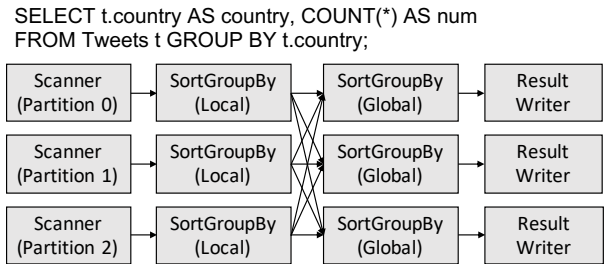 SELECT t.country AS country, COUNT(*) AS num
FROM Tweets t GROUP BY t.country;
Scanner
(Partition 0)
SortGroupBy
(Local)
SortGroupBy
(Global)
Result
Writer
Scanner
(Partition 1)
SortGroupBy
(Local)
SortGroupBy
(Global)
Result
Writer
Scanner
(Partition 2)
SortGroupBy
(Local)
SortGroupBy
(Global)
Result
Writer